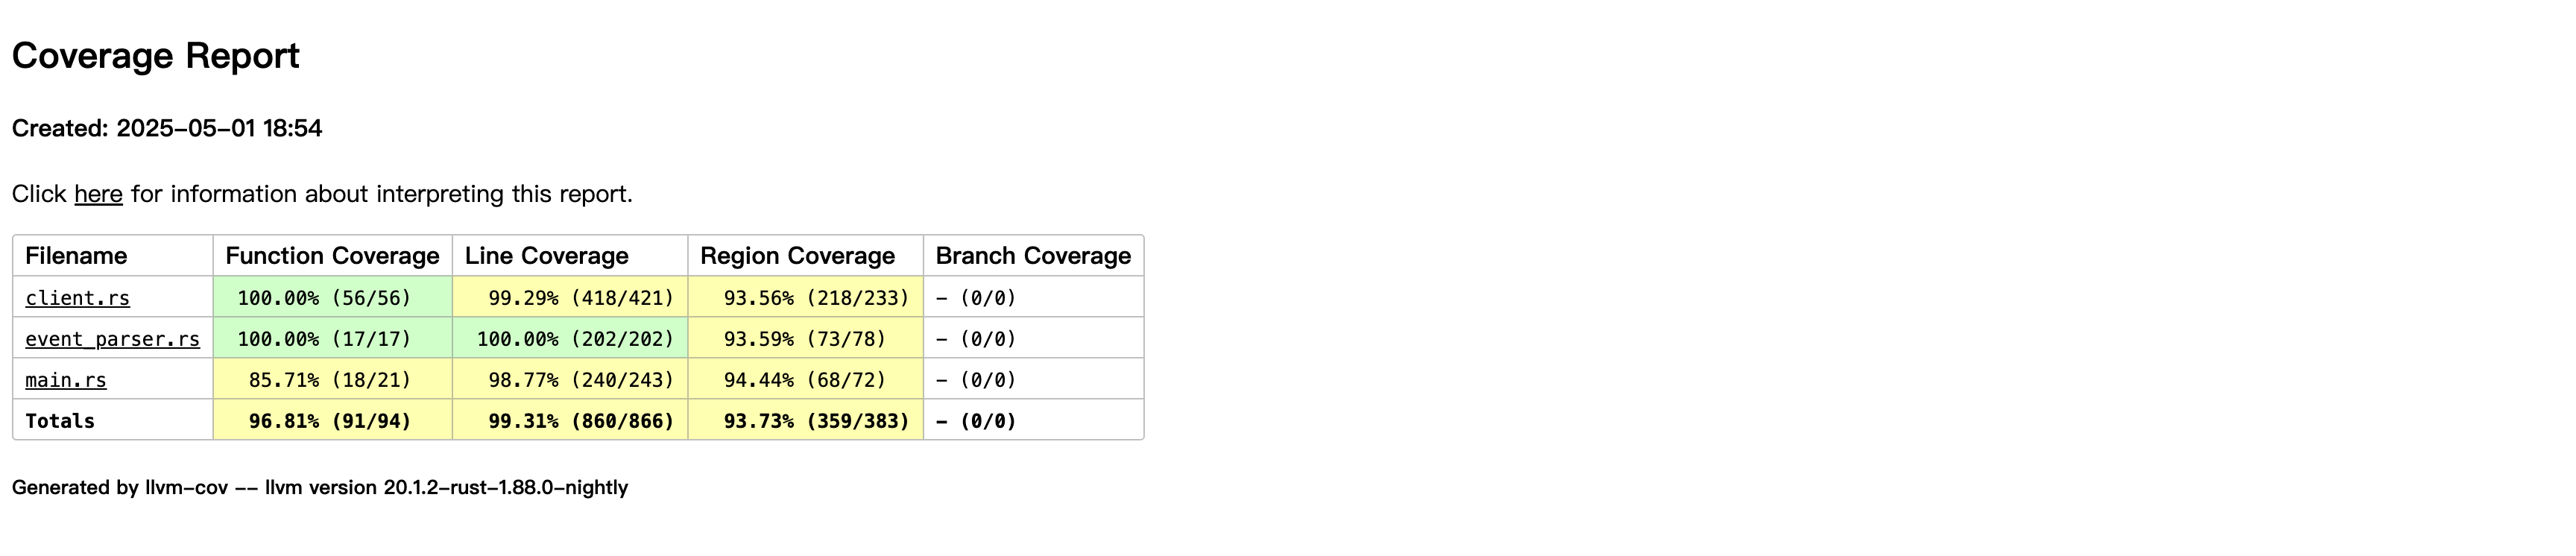 Coverage Report
Created: 2025-05-01 18:54
Click here for information about interpreting this report.
Filename Function Coverage Line Coverage Region Coverage Branch Coverage
client.rs 100.00% (56/56) 99.29% (418/421) 93.56% (218/233) - (0/0)
event_parser.rs 100.00% (17/17) 100.00% (202/202) 93.59% (73/78) - (0/0)
main.rs 85.71% (18/21) 98.77% (240/243) 94.44% (68/72) - (0/0)
Totals 96.81% (91/94) 99.31% (860/866) 93.73% (359/383) - (0/0)
Generated by llvm-cov -- llvm version 20.1.2-rust-1.88.0-nightly